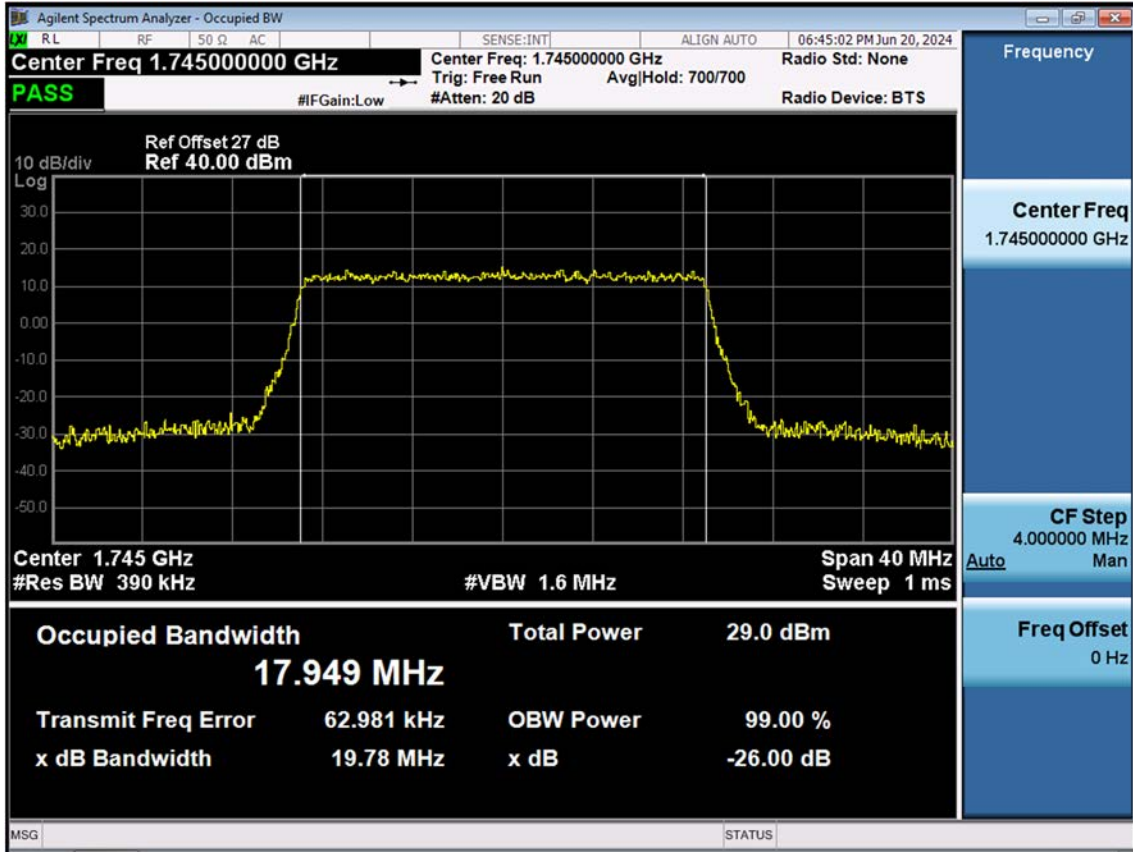 Agilent Spectrum Analyzer - Occupied BW
LXI RL RF 50 Ω AC SENSE:INT ALIGN AUTO 06:45:02 PM Jun 20, 2024
Center Freq 1.745000000 GHz
Center Freq: 1.745000000 GHz
Radio Std: None
Trig: Free Run Avg|Hold: 700/700
PASS
#IFGain:Low
#Atten: 20 dB
Radio Device: BTS
Ref Offset 27 dB
10 dB/div Ref 40.00 dBm
Log
30.0
20.0
10.0
0.00
-10.0
-20.0
-30.0
-40.0
-50.0
Center 1.745 GHz Span 40 MHz
#Res BW 390 kHz #VBW 1.6 MHz Sweep 1 ms
Occupied Bandwidth Total Power 29.0 dBm
17.949 MHz
Transmit Freq Error 62.981 kHz OBW Power 99.00 %
x dB Bandwidth 19.78 MHz x dB -26.00 dB
MSG STATUS
Frequency
Center Freq
1.745000000 GHz
CF Step
4.000000 MHz
Auto Man
Freq Offset
0 Hz